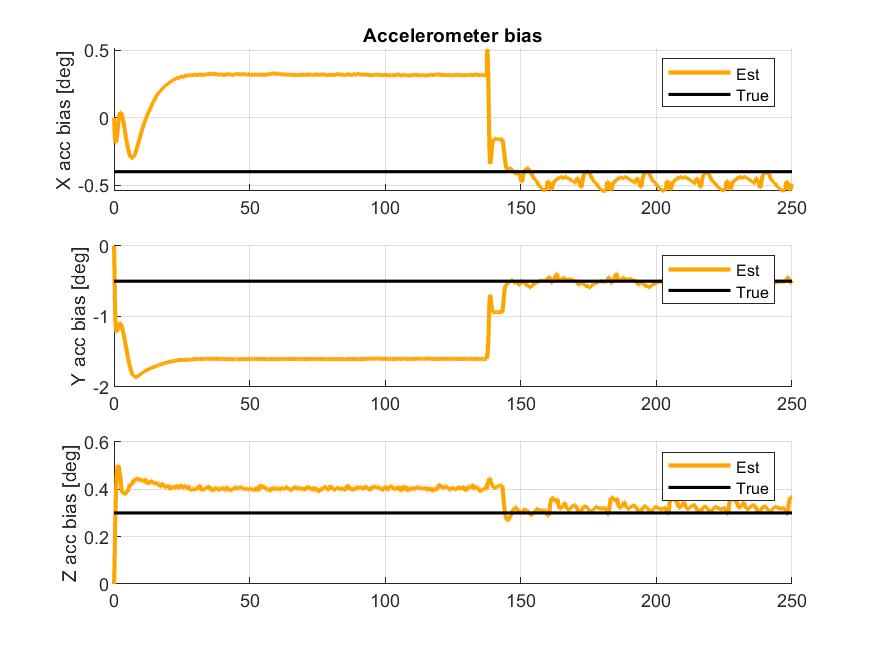 Accelerometer bias
X acc bias [deg]
0.5
0
-0.5
Est
True
0 50 100 150 200 250
Y acc bias [deg]
0
-1
-2
Est
True
0 50 100 150 200 250
Z acc bias [deg]
0.6
0.4
0.2
0
Est
True
0 50 100 150 200 250